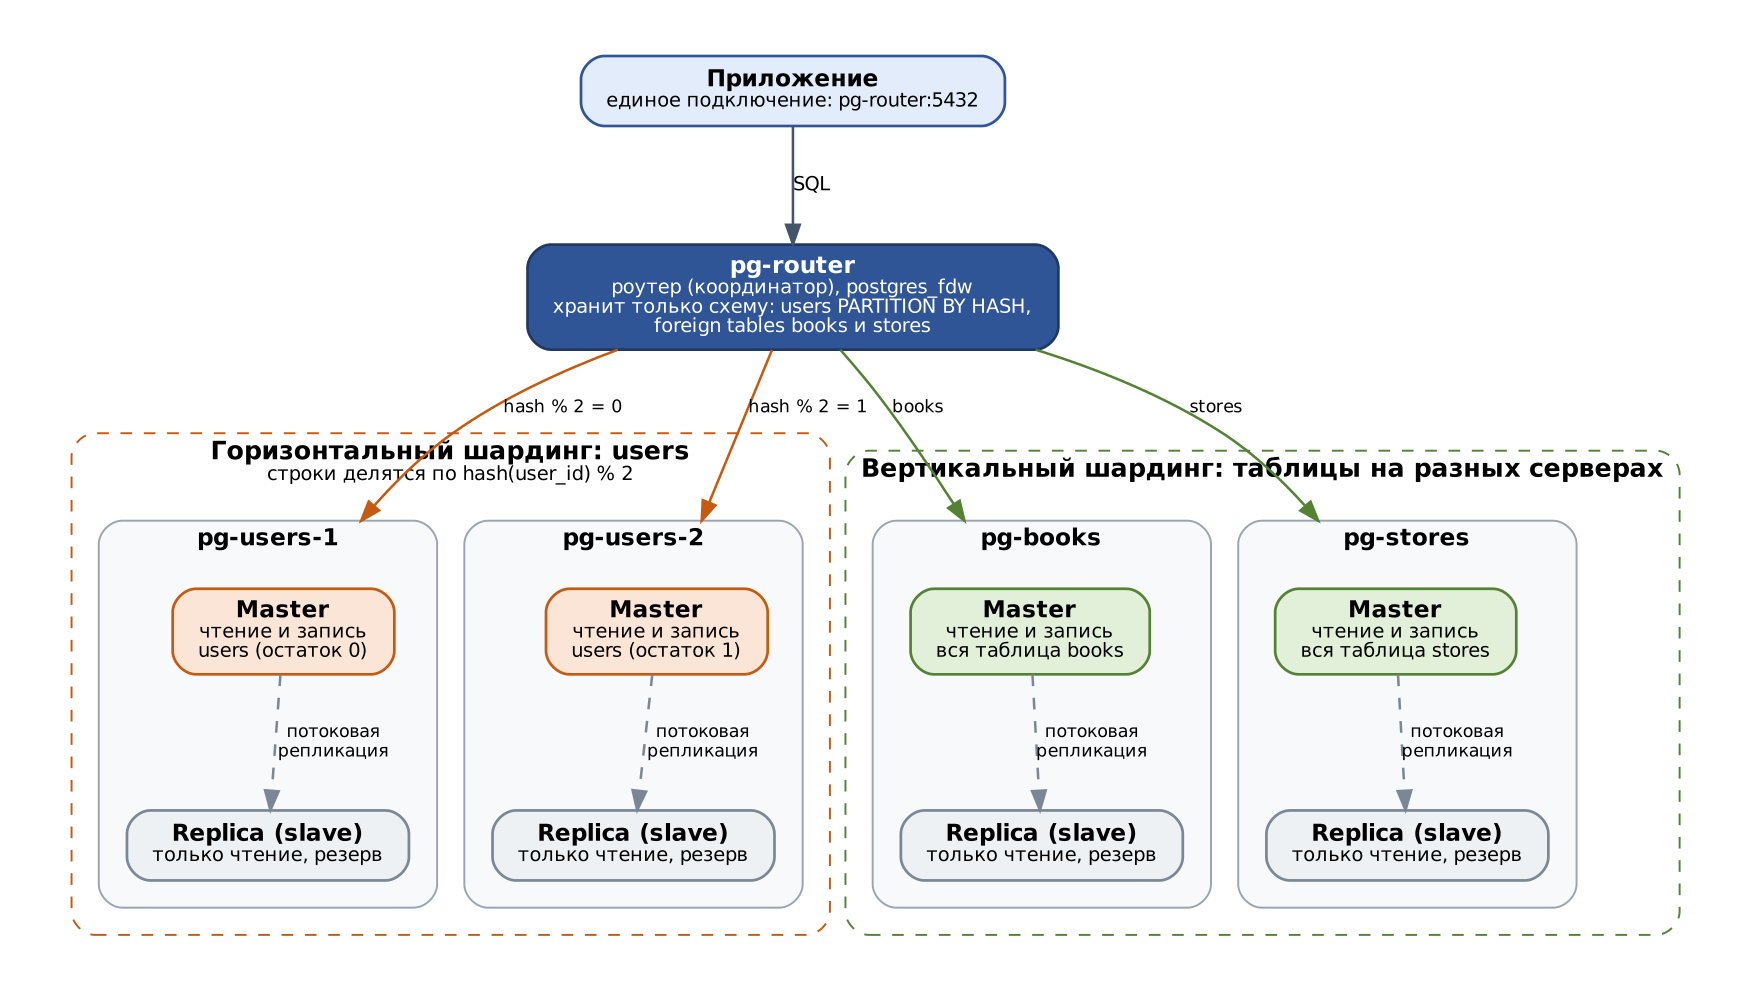 Приложение
единое подключение: pg-router:5432
SQL
pg-router
роутер (координатор), postgres_fdw
хранит только схему: users PARTITION BY HASH,
foreign tables books и stores
hash % 2 = 0
hash % 2 = 1
books
stores
Горизонтальный шардинг: users
строки делятся по hash(user_id) % 2
Вертикальный шардинг: таблицы на разных серверах
pg-users-1
pg-users-2
pg-books
pg-stores
Master
чтение и запись
users (остаток 0)
Master
чтение и запись
users (остаток 1)
Master
чтение и запись
вся таблица books
Master
чтение и запись
вся таблица stores
потоковая
репликация
потоковая
репликация
потоковая
репликация
потоковая
репликация
Replica (slave)
только чтение, резерв
Replica (slave)
только чтение, резерв
Replica (slave)
только чтение, резерв
Replica (slave)
только чтение, резерв